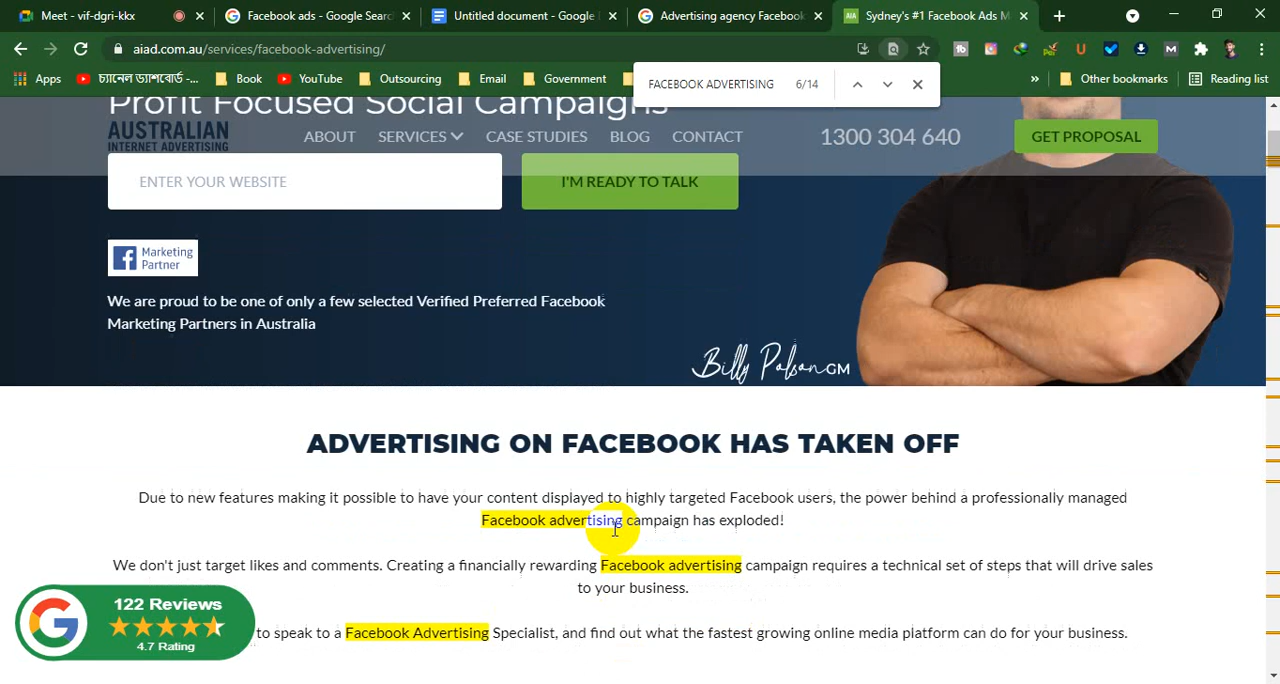 Meet - vif-dgri-kkx
Facebook ads - Google Searc
Untitled document - Google
Advertising agency Facebook
Sydney's #1 Facebook Ads M
aiad.com.au/services/facebook-advertising/
Apps
চ্যানেল ড্যাশবোর্ড -...
Book
YouTube
Outsourcing
Email
Government
»
Other bookmarks
Reading list
FACEBOOK ADVERTISING 6/14
Profit Focused Social Campaigns
AUSTRALIAN
INTERNET ADVERTISING
ABOUT
SERVICES
CASE STUDIES
BLOG
CONTACT
1300 304 640
GET PROPOSAL
ENTER YOUR WEBSITE
I'M READY TO TALK
Marketing
Partner
We are proud to be one of only a few selected Verified Preferred Facebook
Marketing Partners in Australia
Billy Polson GM
ADVERTISING ON FACEBOOK HAS TAKEN OFF
Due to new features making it possible to have your content displayed to highly targeted Facebook users, the power behind a professionally managed
Facebook advertising campaign has exploded!
We don't just target likes and comments. Creating a financially rewarding Facebook advertising campaign requires a technical set of steps that will drive sales
to your business.
to speak to a Facebook Advertising Specialist, and find out what the fastest growing online media platform can do for your business.
122 Reviews
4.7 Rating